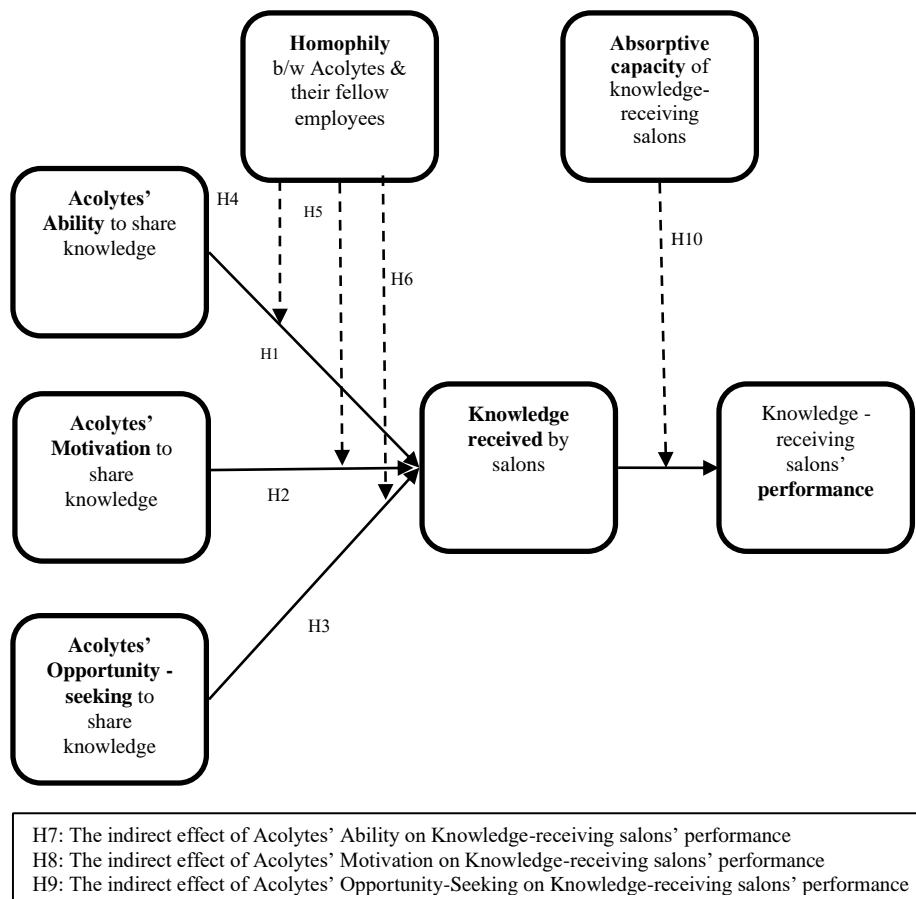 Homophily
b/w Acolytes &
their fellow
employees
Absorptive
capacity of
knowledge-
receiving
salons
Acolytes’
Ability to share
knowledge
H4
H5
H6
H10
H1
Acolytes’
Motivation to
share
knowledge
H2
Knowledge
received by
salons
Knowledge -
receiving
salons’
performance
H3
Acolytes’
Opportunity -
seeking to
share
knowledge
H7: The indirect effect of Acolytes’ Ability on Knowledge-receiving salons’ performance
H8: The indirect effect of Acolytes’ Motivation on Knowledge-receiving salons’ performance
H9: The indirect effect of Acolytes’ Opportunity-Seeking on Knowledge-receiving salons’ performance